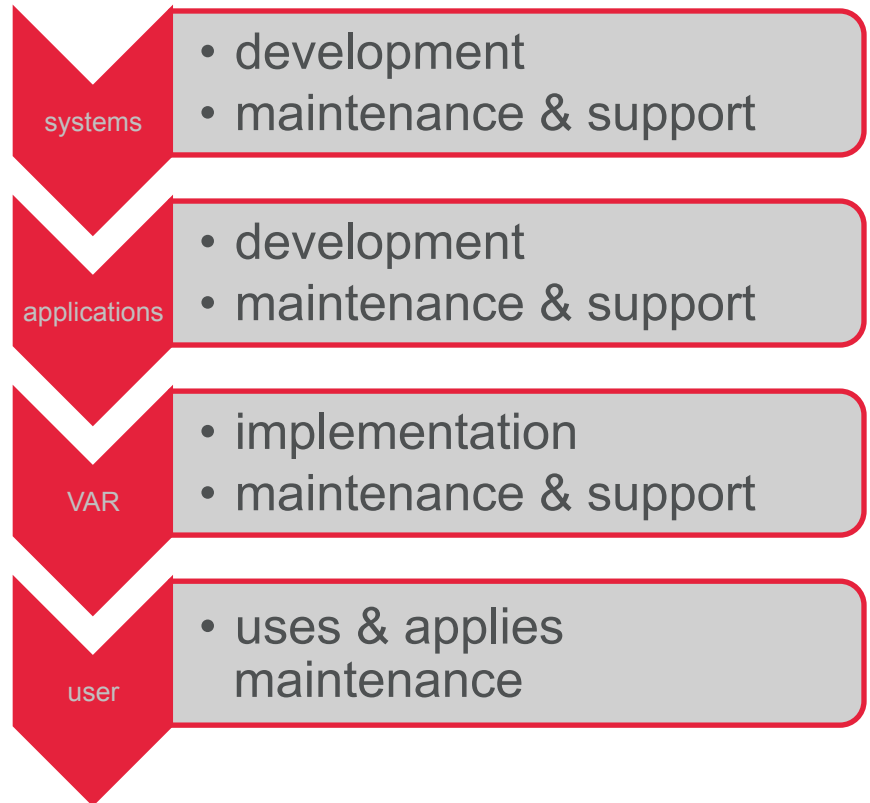 systems
• development
• maintenance & support
applications
• development
• maintenance & support
VAR
• implementation
• maintenance & support
user
• uses & applies
maintenance